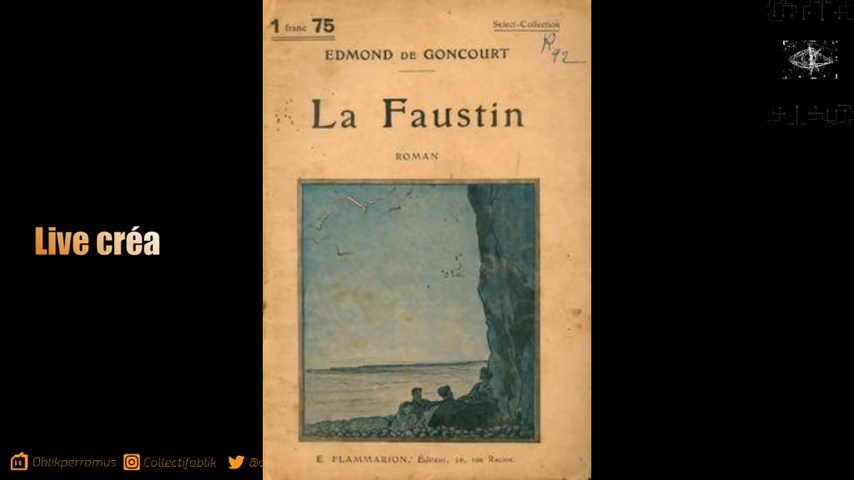 1 franc 75
Select-Collection
R 92
EDMOND DE GONCOURT
La Faustin
ROMAN
Live créa
E. FLAMMARION, Éditeur, 26, rue Racine.
Oblikperramus
Collectifoblik